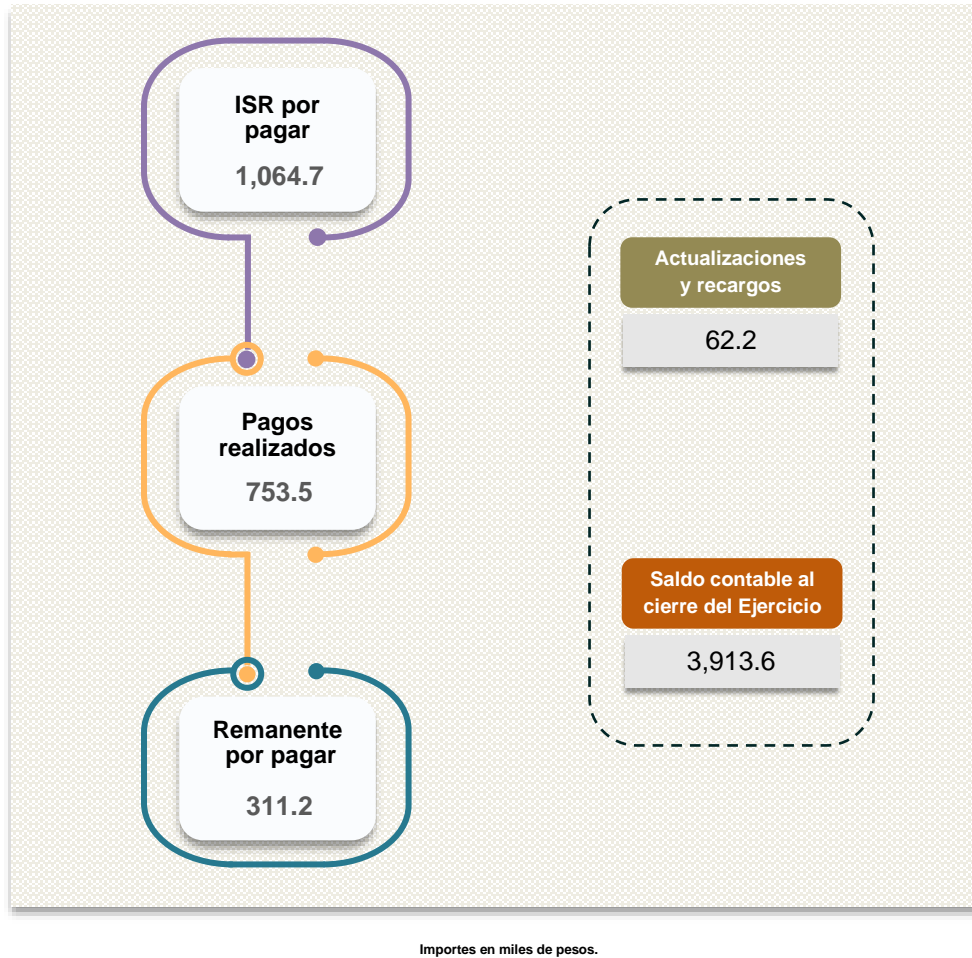 ISR por
pagar
1,064.7
Pagos
realizados
753.5
Remanente
por pagar
311.2
Actualizaciones
y recargos
62.2
Saldo contable al
cierre del Ejercicio
3,913.6
Importes en miles de pesos.